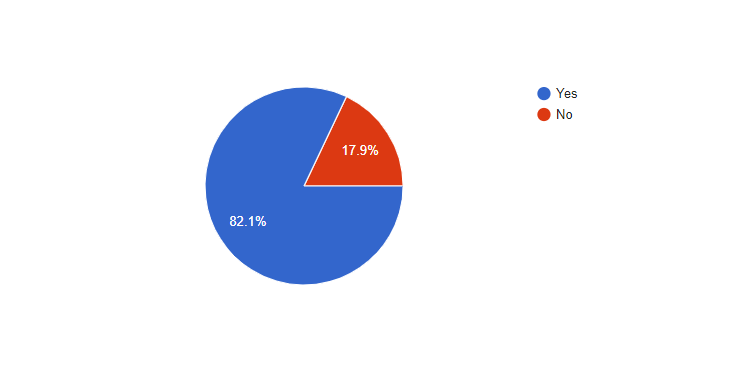 Yes
No
17.9%
82.1%